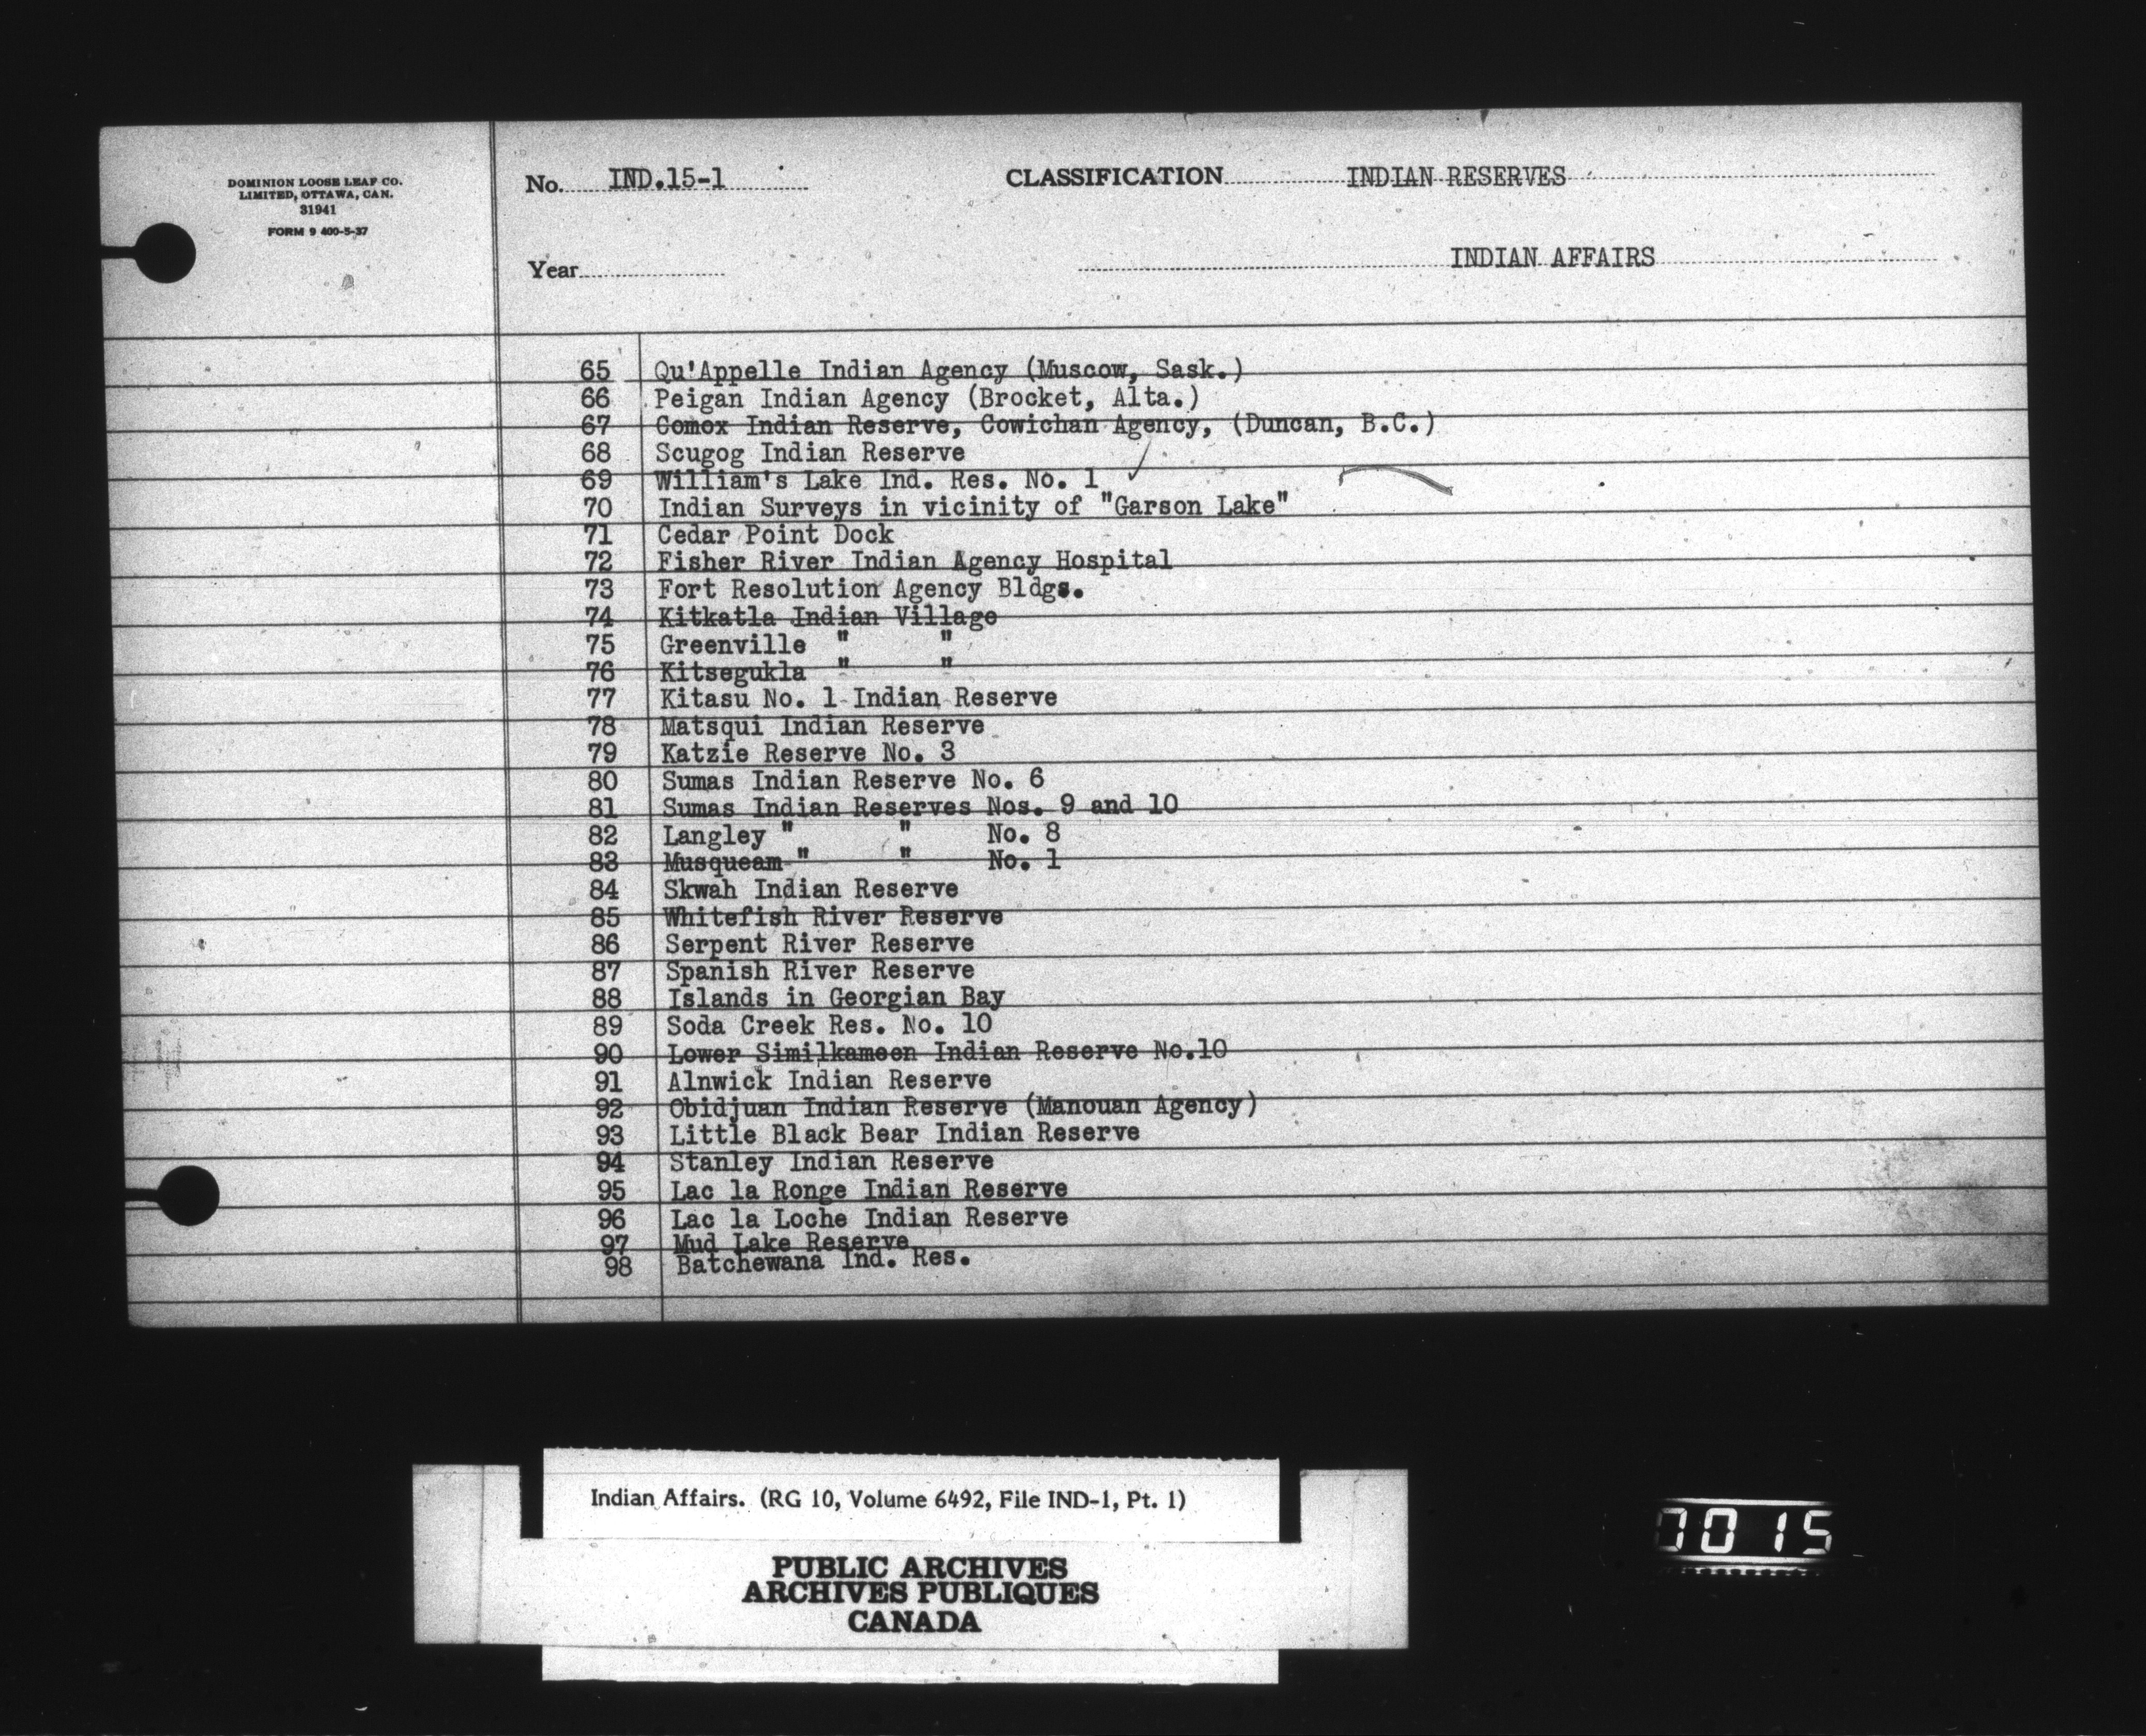 DOMINION LOOSE LEAF CO.
LIMITED, OTTAWA, CAN.
31941
FORM 9 400-5-37
No. IND.15-1 CLASSIFICATION INDIAN RESERVES
Year INDIAN AFFAIRS
65 Qu'Appelle Indian Agency (Muscow, Sask.)
66 Peigan Indian Agency (Brocket, Alta.)
67 Comox Indian Reserve, Cowichan Agency, (Duncan, B.C.)
68 Scugog Indian Reserve
69 William's Lake Ind. Res. No. 1 ✓
70 Indian Surveys in vicinity of "Garson Lake"
71 Cedar Point Dock
72 Fisher River Indian Agency Hospital
73 Fort Resolution Agency Bldgs.
74 Kitkatla Indian Village
75 Greenville " "
76 Kitsegukla " "
77 Kitasu No. 1 Indian Reserve
78 Matsqui Indian Reserve
79 Katzie Reserve No. 3
80 Sumas Indian Reserve No. 6
81 Sumas Indian Reserves Nos. 9 and 10
82 Langley " " No. 8
83 Musqueam " " No. 1
84 Skwah Indian Reserve
85 Whitefish River Reserve
86 Serpent River Reserve
87 Spanish River Reserve
88 Islands in Georgian Bay
89 Soda Creek Res. No. 10
90 Lower Similkameen Indian Reserve No.10
91 Alnwick Indian Reserve
92 Obidjuan Indian Reserve (Manouan Agency)
93 Little Black Bear Indian Reserve
94 Stanley Indian Reserve
95 Lac la Ronge Indian Reserve
96 Lac la Loche Indian Reserve
97 Mud Lake Reserve
98 Batchewana Ind. Res.
Indian Affairs. (RG 10, Volume 6492, File IND-1, Pt. 1)
PUBLIC ARCHIVES
ARCHIVES PUBLIQUES
CANADA
0015